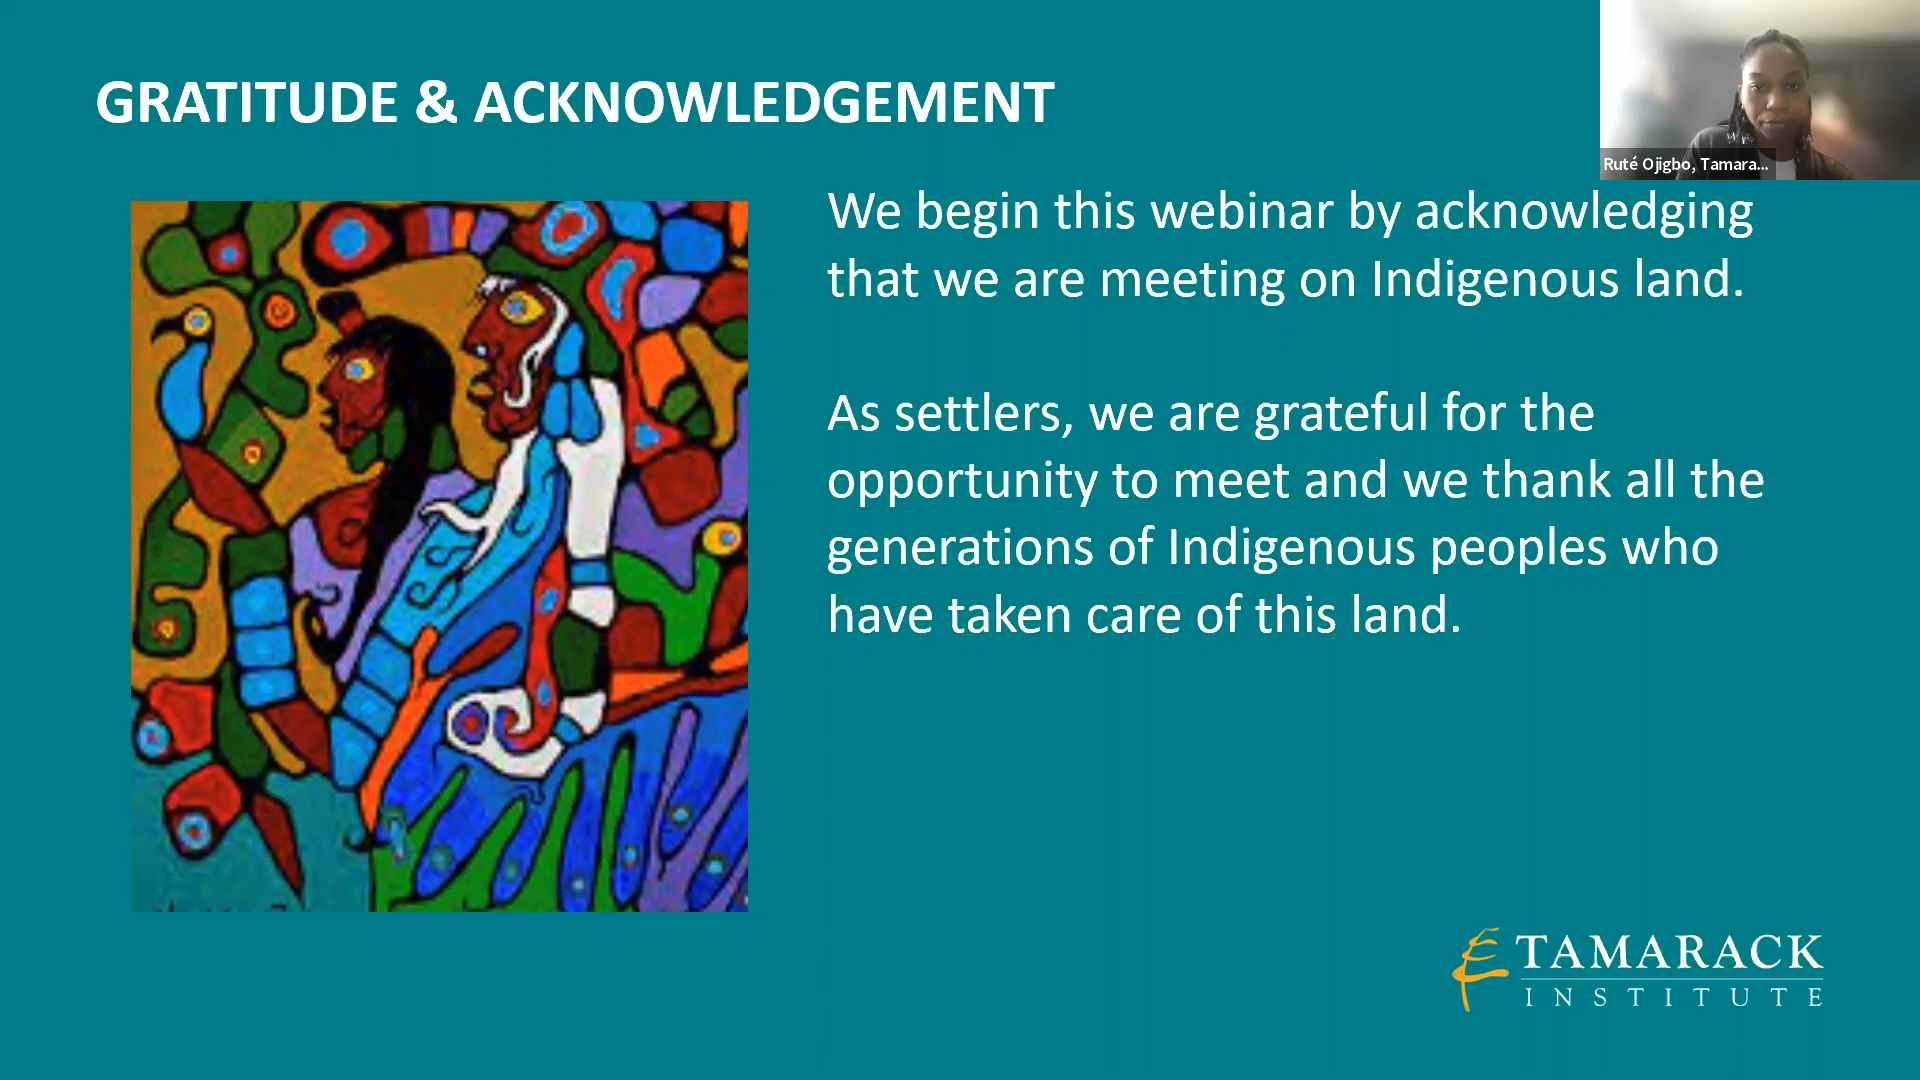 GRATITUDE & ACKNOWLEDGEMENT
Ruté Ojigbo, Tamara...
We begin this webinar by acknowledging
that we are meeting on Indigenous land.
As settlers, we are grateful for the
opportunity to meet and we thank all the
generations of Indigenous peoples who
have taken care of this land.
TAMARACK
INSTITUTE